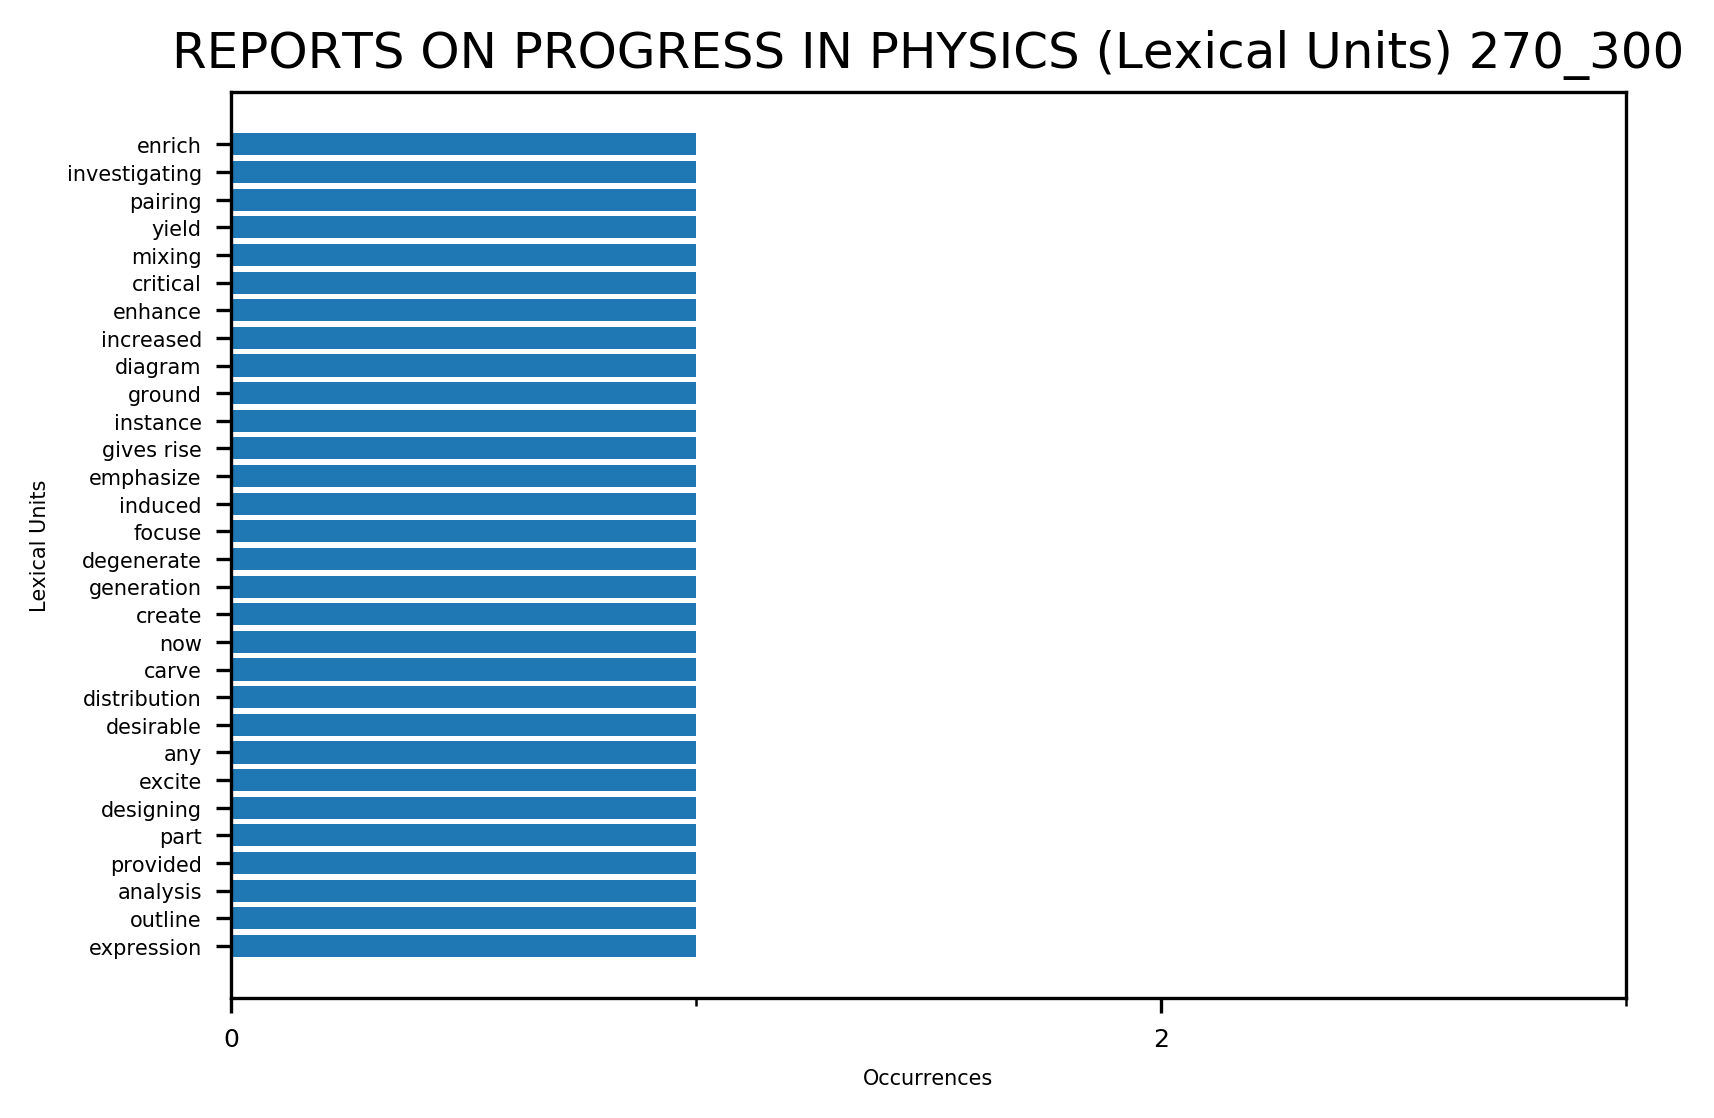 REPORTS ON PROGRESS IN PHYSICS (Lexical Units) 270_300
enrich
investigating
pairing
yield
mixing
critical
enhance
increased
diagram
ground
instance
gives rise
emphasize
induced
focuse
degenerate
generation
create
now
carve
distribution
desirable
any
excite
designing
part
provided
analysis
outline
expression
Lexical Units
0 2
Occurrences